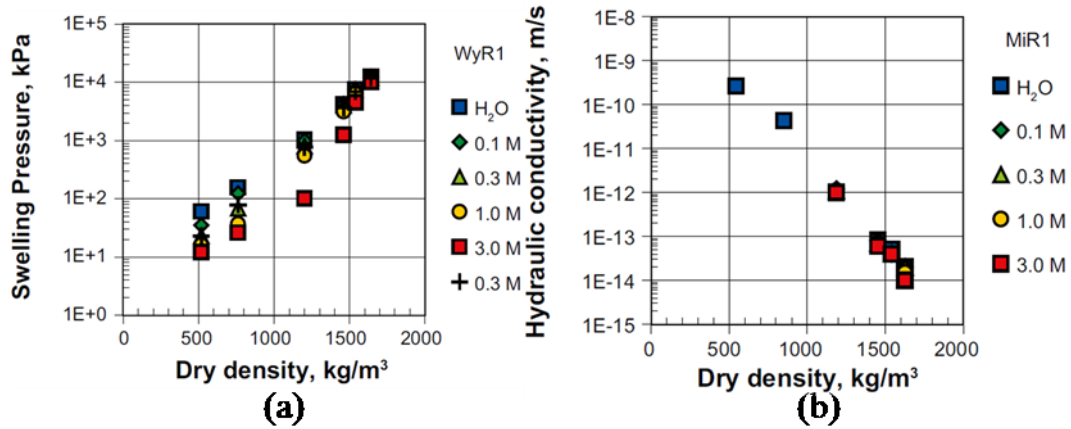 Swelling Pressure, kPa
1E+5
1E+4
1E+3
1E+2
1E+1
1E+0
0
500
1000
1500
2000
Dry density, kg/m³
(a)
WyR1
H₂O
0.1 M
0.3 M
1.0 M
3.0 M
0.3 M
Hydraulic conductivity, m/s
1E-8
1E-9
1E-10
1E-11
1E-12
1E-13
1E-14
1E-15
0
500
1000
1500
2000
Dry density, kg/m³
(b)
MiR1
H₂O
0.1 M
0.3 M
1.0 M
3.0 M